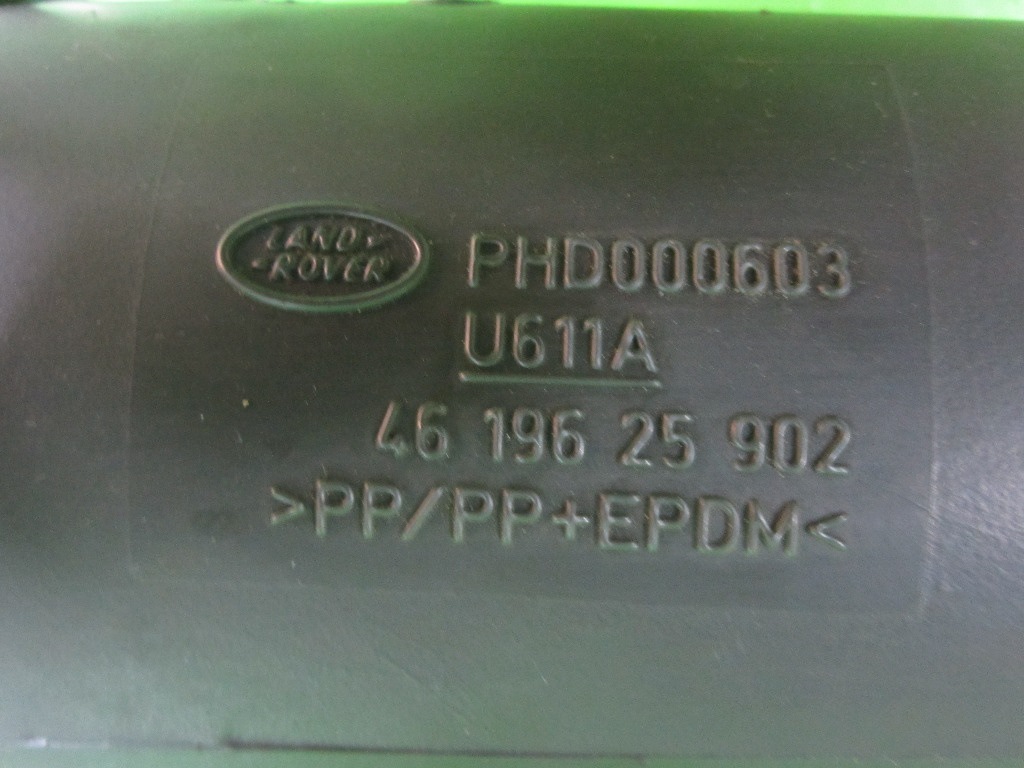 LAND-
-ROVER
PHD000603
U611A
46 196 25 902
>PP/PP+EPDM<